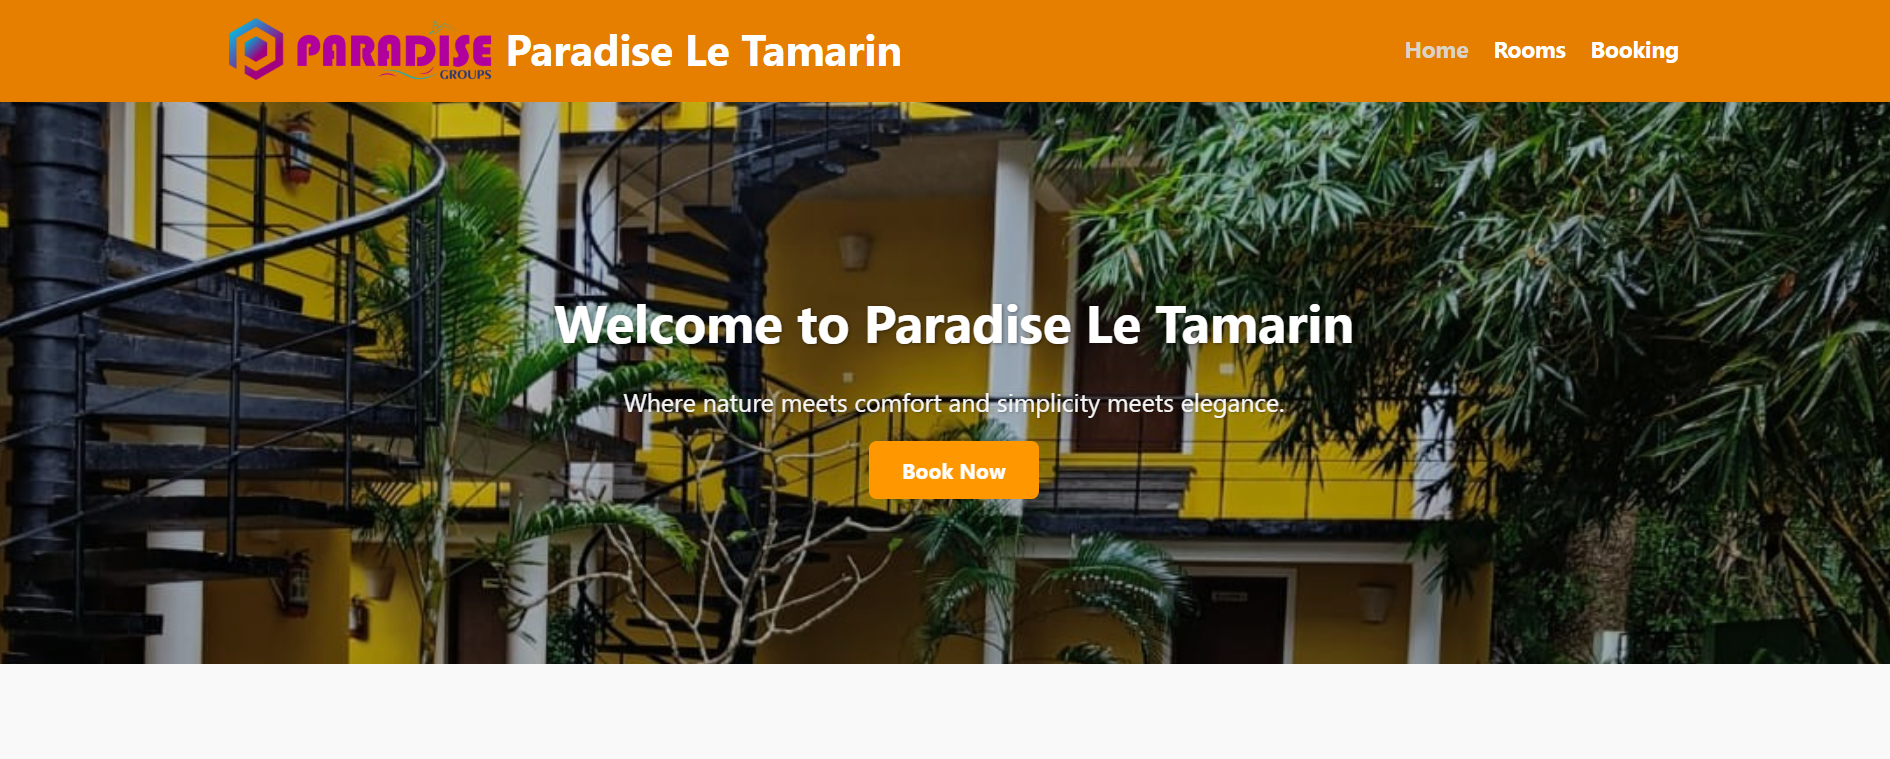 PARADISE
GROUPS
Paradise Le Tamarin
Home
Rooms
Booking
Welcome to Paradise Le Tamarin
Where nature meets comfort and simplicity meets elegance.
Book Now